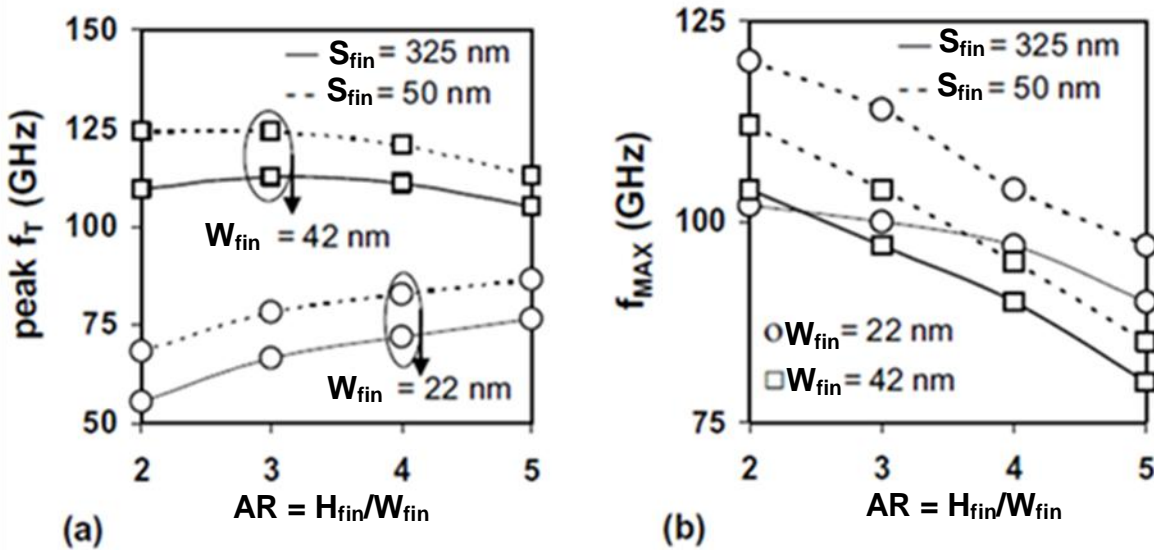 150
125
100
75
50
peak f_T (GHz)
S_fin = 325 nm
S_fin = 50 nm
W_fin = 42 nm
W_fin = 22 nm
2 3 4 5
AR = H_fin/W_fin
(a)
125
100
75
f_MAX (GHz)
S_fin = 325 nm
S_fin = 50 nm
W_fin = 22 nm
W_fin = 42 nm
2 3 4 5
AR = H_fin/W_fin
(b)